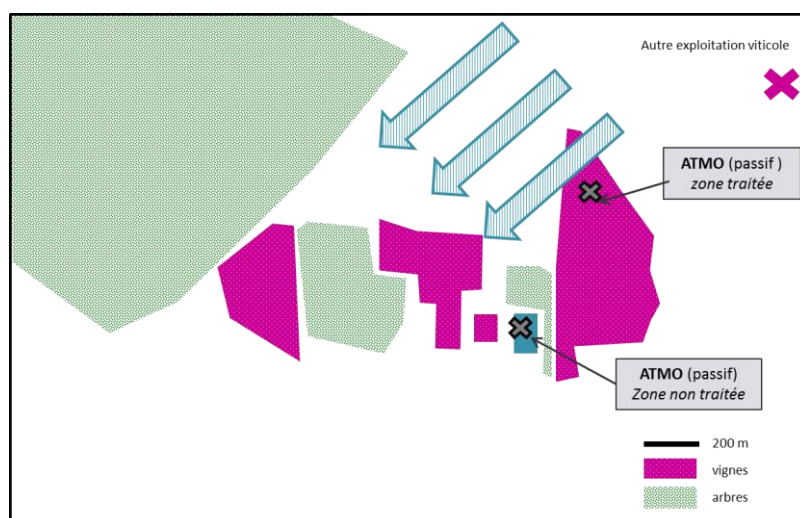 Autre exploitation viticole
ATMO (passif )
zone traitée
ATMO (passif)
Zone non traitée
200 m
vignes
arbres